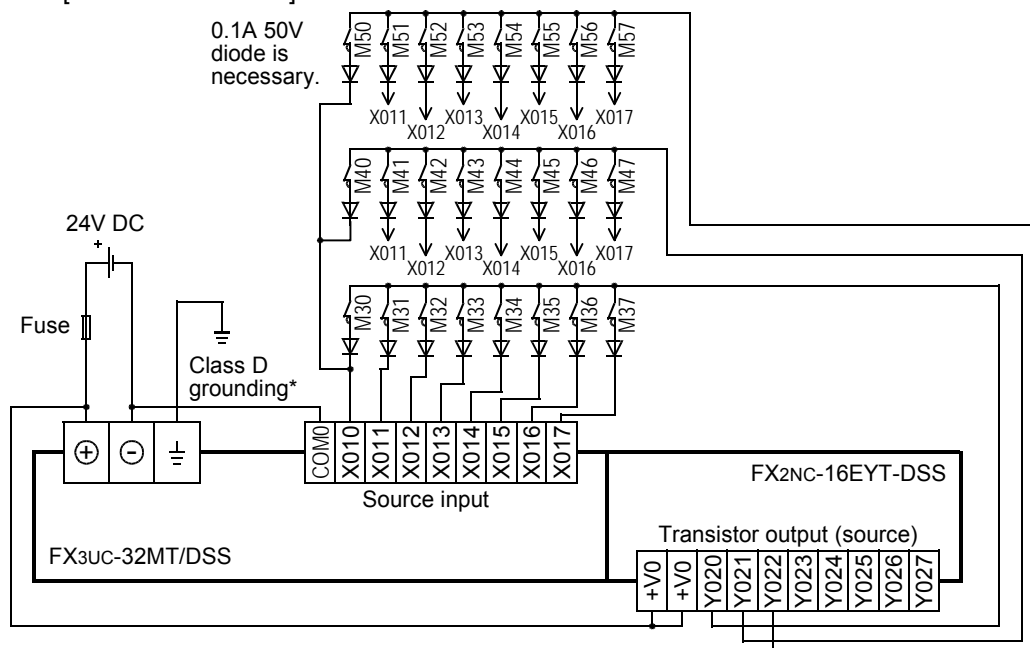 0.1A 50V
diode is
necessary.
M50 M51 M52 M53 M54 M55 M56 M57
X011 X013 X015 X017
X012 X014 X016
M40 M41 M42 M43 M44 M45 M46 M47
X011 X013 X015 X017
X012 X014 X016
24V DC
+
M30 M31 M32 M33 M34 M35 M36 M37
Fuse
Class D
grounding*
+ - COM0 X010 X011 X012 X013 X014 X015 X016 X017
Source input
FX2NC-16EYT-DSS
Transistor output (source)
FX3UC-32MT/DSS
+V0 +V0 Y020 Y021 Y022 Y023 Y024 Y025 Y026 Y027